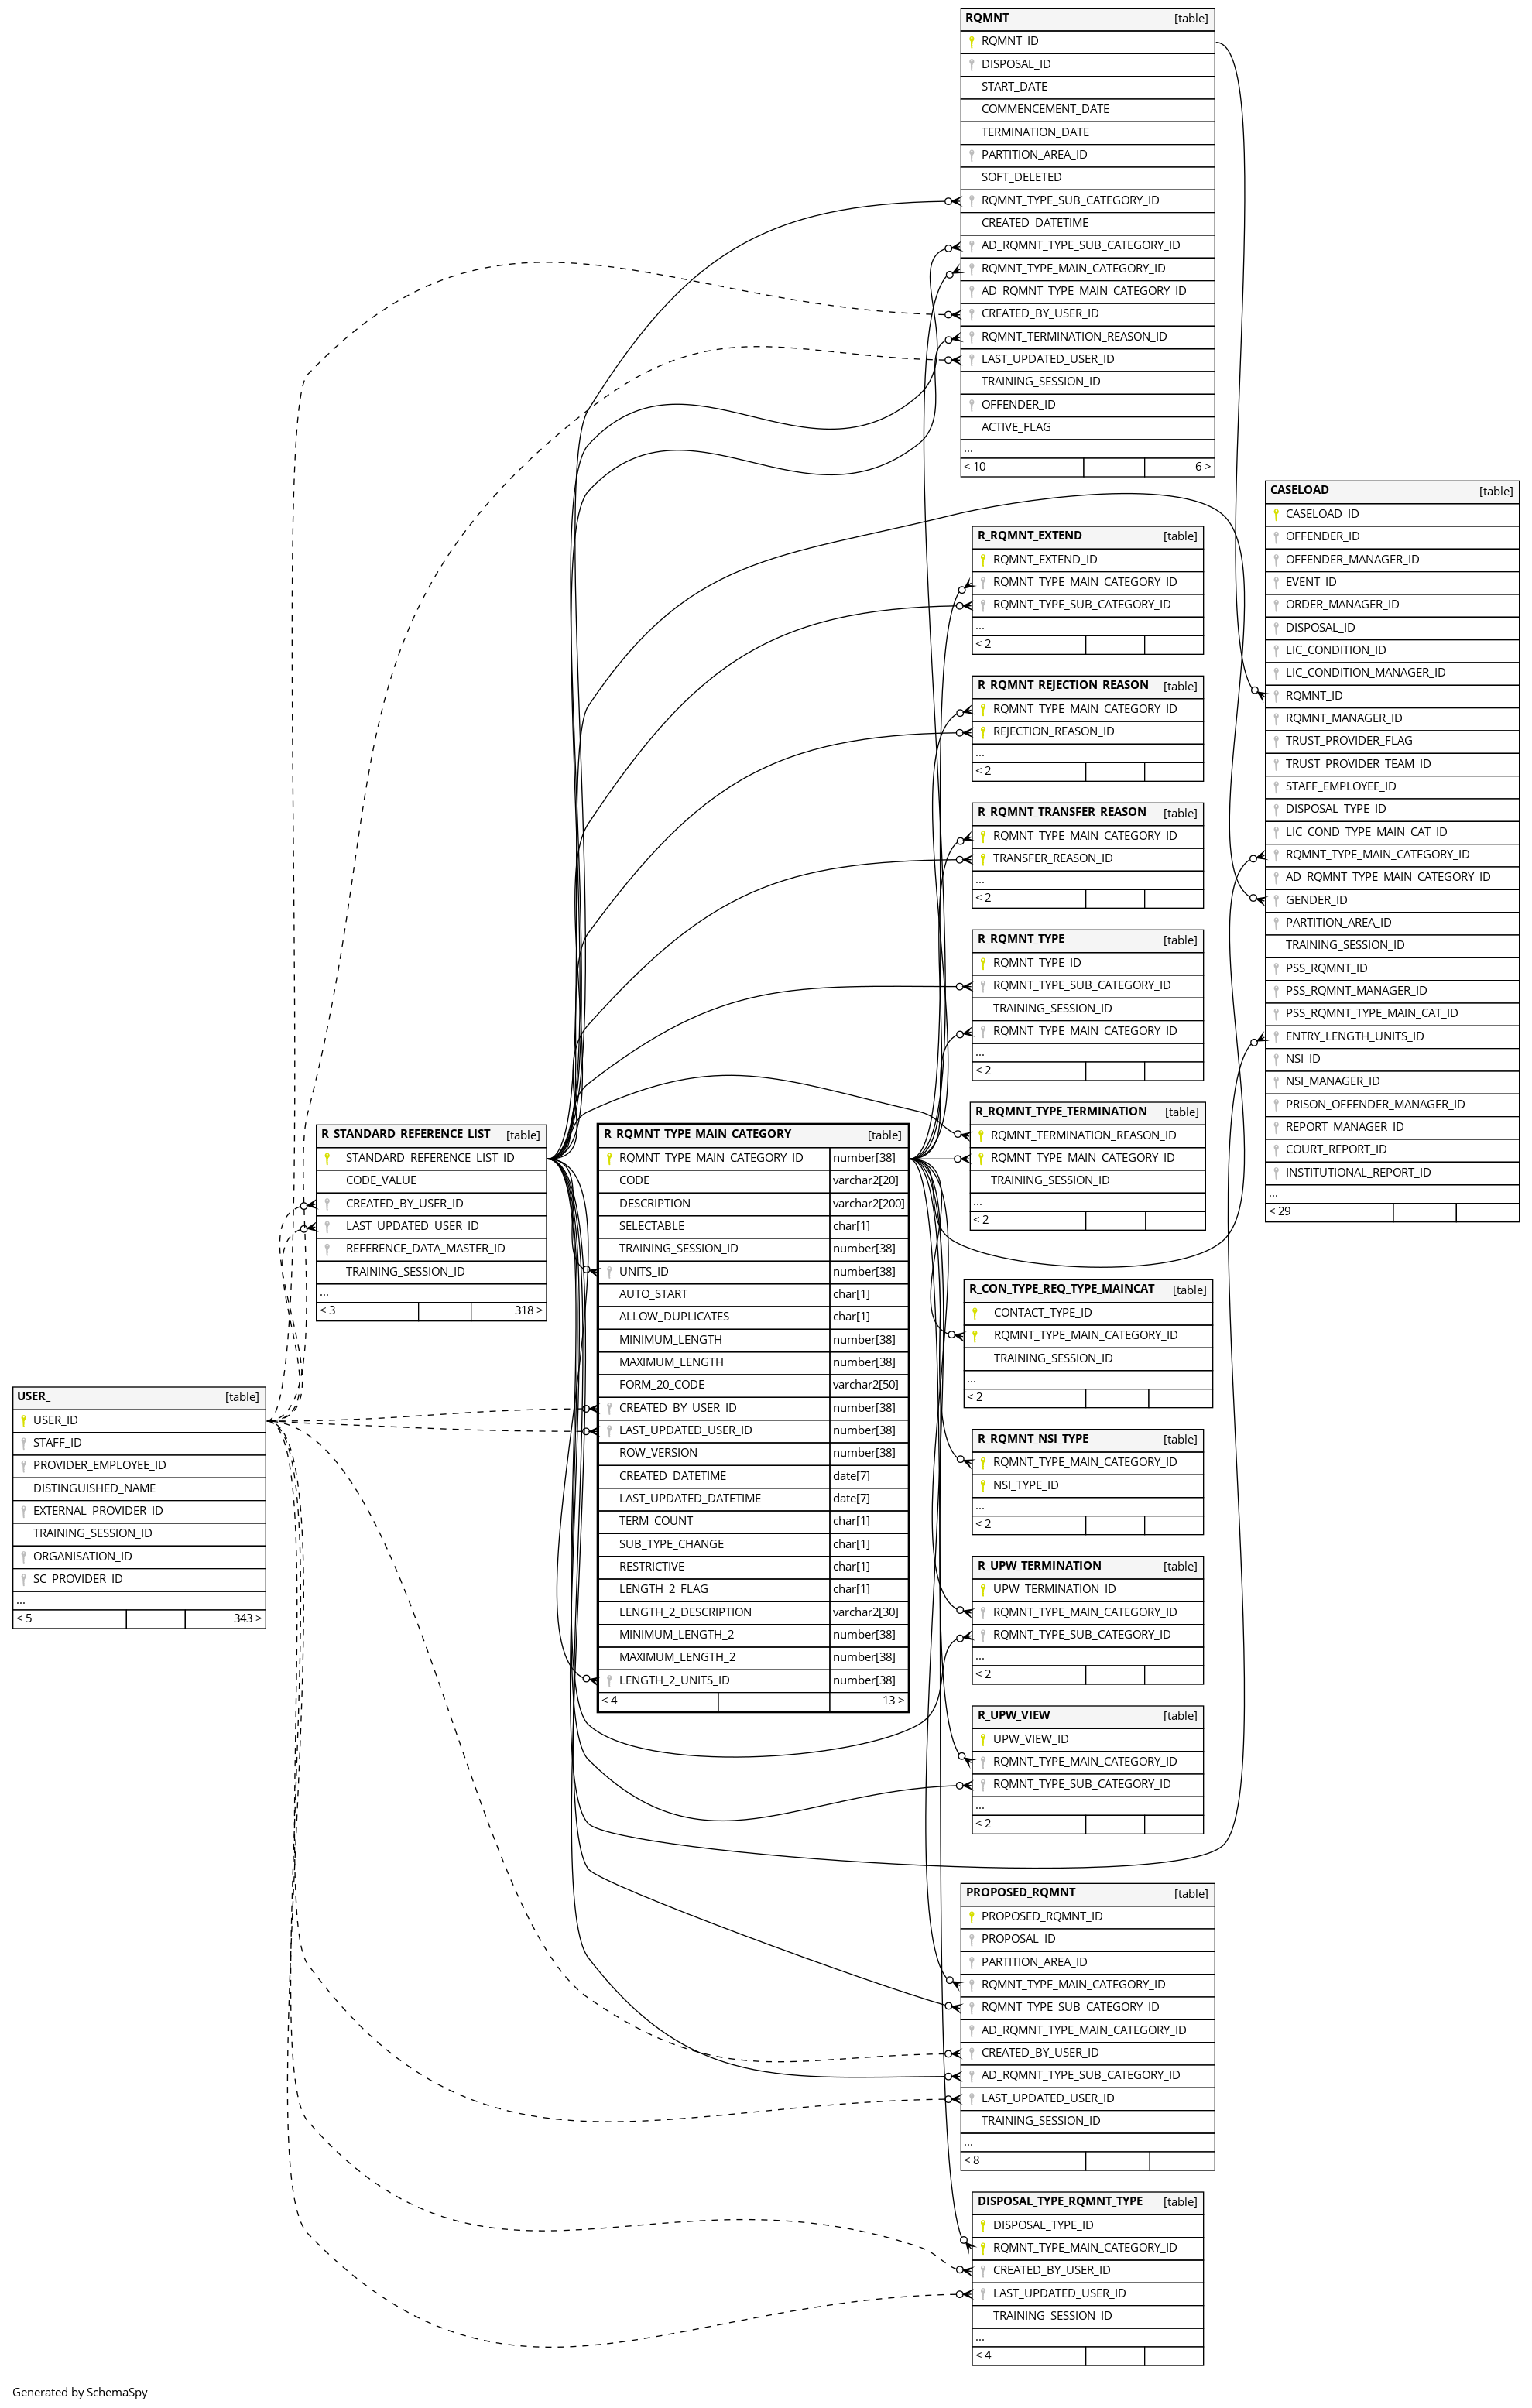 RQMNT [table]
RQMNT_ID
DISPOSAL_ID
START_DATE
COMMENCEMENT_DATE
TERMINATION_DATE
PARTITION_AREA_ID
SOFT_DELETED
RQMNT_TYPE_SUB_CATEGORY_ID
CREATED_DATETIME
AD_RQMNT_TYPE_SUB_CATEGORY_ID
RQMNT_TYPE_MAIN_CATEGORY_ID
AD_RQMNT_TYPE_MAIN_CATEGORY_ID
CREATED_BY_USER_ID
RQMNT_TERMINATION_REASON_ID
LAST_UPDATED_USER_ID
TRAINING_SESSION_ID
OFFENDER_ID
ACTIVE_FLAG
...
< 10 6 >
CASELOAD [table]
CASELOAD_ID
OFFENDER_ID
OFFENDER_MANAGER_ID
EVENT_ID
ORDER_MANAGER_ID
DISPOSAL_ID
LIC_CONDITION_ID
LIC_CONDITION_MANAGER_ID
RQMNT_ID
RQMNT_MANAGER_ID
TRUST_PROVIDER_FLAG
TRUST_PROVIDER_TEAM_ID
STAFF_EMPLOYEE_ID
DISPOSAL_TYPE_ID
LIC_COND_TYPE_MAIN_CAT_ID
RQMNT_TYPE_MAIN_CATEGORY_ID
AD_RQMNT_TYPE_MAIN_CATEGORY_ID
GENDER_ID
PARTITION_AREA_ID
TRAINING_SESSION_ID
PSS_RQMNT_ID
PSS_RQMNT_MANAGER_ID
PSS_RQMNT_TYPE_MAIN_CAT_ID
ENTRY_LENGTH_UNITS_ID
NSI_ID
NSI_MANAGER_ID
PRISON_OFFENDER_MANAGER_ID
REPORT_MANAGER_ID
COURT_REPORT_ID
INSTITUTIONAL_REPORT_ID
...
< 29
R_RQMNT_EXTEND [table]
RQMNT_EXTEND_ID
RQMNT_TYPE_MAIN_CATEGORY_ID
RQMNT_TYPE_SUB_CATEGORY_ID
...
< 2
R_RQMNT_REJECTION_REASON [table]
RQMNT_TYPE_MAIN_CATEGORY_ID
REJECTION_REASON_ID
...
< 2
R_RQMNT_TRANSFER_REASON [table]
RQMNT_TYPE_MAIN_CATEGORY_ID
TRANSFER_REASON_ID
...
< 2
R_RQMNT_TYPE [table]
RQMNT_TYPE_ID
RQMNT_TYPE_SUB_CATEGORY_ID
TRAINING_SESSION_ID
RQMNT_TYPE_MAIN_CATEGORY_ID
...
< 2
R_RQMNT_TYPE_TERMINATION [table]
RQMNT_TERMINATION_REASON_ID
RQMNT_TYPE_MAIN_CATEGORY_ID
TRAINING_SESSION_ID
...
< 2
R_STANDARD_REFERENCE_LIST [table]
STANDARD_REFERENCE_LIST_ID
CODE_VALUE
CREATED_BY_USER_ID
LAST_UPDATED_USER_ID
REFERENCE_DATA_MASTER_ID
TRAINING_SESSION_ID
...
< 3 318 >
R_RQMNT_TYPE_MAIN_CATEGORY [table]
RQMNT_TYPE_MAIN_CATEGORY_ID number[38]
CODE varchar2[20]
DESCRIPTION varchar2[200]
SELECTABLE char[1]
TRAINING_SESSION_ID number[38]
UNITS_ID number[38]
AUTO_START char[1]
ALLOW_DUPLICATES char[1]
MINIMUM_LENGTH number[38]
MAXIMUM_LENGTH number[38]
FORM_20_CODE varchar2[50]
CREATED_BY_USER_ID number[38]
LAST_UPDATED_USER_ID number[38]
ROW_VERSION number[38]
CREATED_DATETIME date[7]
LAST_UPDATED_DATETIME date[7]
TERM_COUNT char[1]
SUB_TYPE_CHANGE char[1]
RESTRICTIVE char[1]
LENGTH_2_FLAG char[1]
LENGTH_2_DESCRIPTION varchar2[30]
MINIMUM_LENGTH_2 number[38]
MAXIMUM_LENGTH_2 number[38]
LENGTH_2_UNITS_ID number[38]
< 4 13 >
USER_ [table]
USER_ID
STAFF_ID
PROVIDER_EMPLOYEE_ID
DISTINGUISHED_NAME
EXTERNAL_PROVIDER_ID
TRAINING_SESSION_ID
ORGANISATION_ID
SC_PROVIDER_ID
...
< 5 343 >
R_CON_TYPE_REQ_TYPE_MAINCAT [table]
CONTACT_TYPE_ID
RQMNT_TYPE_MAIN_CATEGORY_ID
TRAINING_SESSION_ID
...
< 2
R_RQMNT_NSI_TYPE [table]
RQMNT_TYPE_MAIN_CATEGORY_ID
NSI_TYPE_ID
...
< 2
R_UPW_TERMINATION [table]
UPW_TERMINATION_ID
RQMNT_TYPE_MAIN_CATEGORY_ID
RQMNT_TYPE_SUB_CATEGORY_ID
...
< 2
R_UPW_VIEW [table]
UPW_VIEW_ID
RQMNT_TYPE_MAIN_CATEGORY_ID
RQMNT_TYPE_SUB_CATEGORY_ID
...
< 2
PROPOSED_RQMNT [table]
PROPOSED_RQMNT_ID
PROPOSAL_ID
PARTITION_AREA_ID
RQMNT_TYPE_MAIN_CATEGORY_ID
RQMNT_TYPE_SUB_CATEGORY_ID
AD_RQMNT_TYPE_MAIN_CATEGORY_ID
CREATED_BY_USER_ID
AD_RQMNT_TYPE_SUB_CATEGORY_ID
LAST_UPDATED_USER_ID
TRAINING_SESSION_ID
...
< 8
DISPOSAL_TYPE_RQMNT_TYPE [table]
DISPOSAL_TYPE_ID
RQMNT_TYPE_MAIN_CATEGORY_ID
CREATED_BY_USER_ID
LAST_UPDATED_USER_ID
TRAINING_SESSION_ID
...
< 4
Generated by SchemaSpy